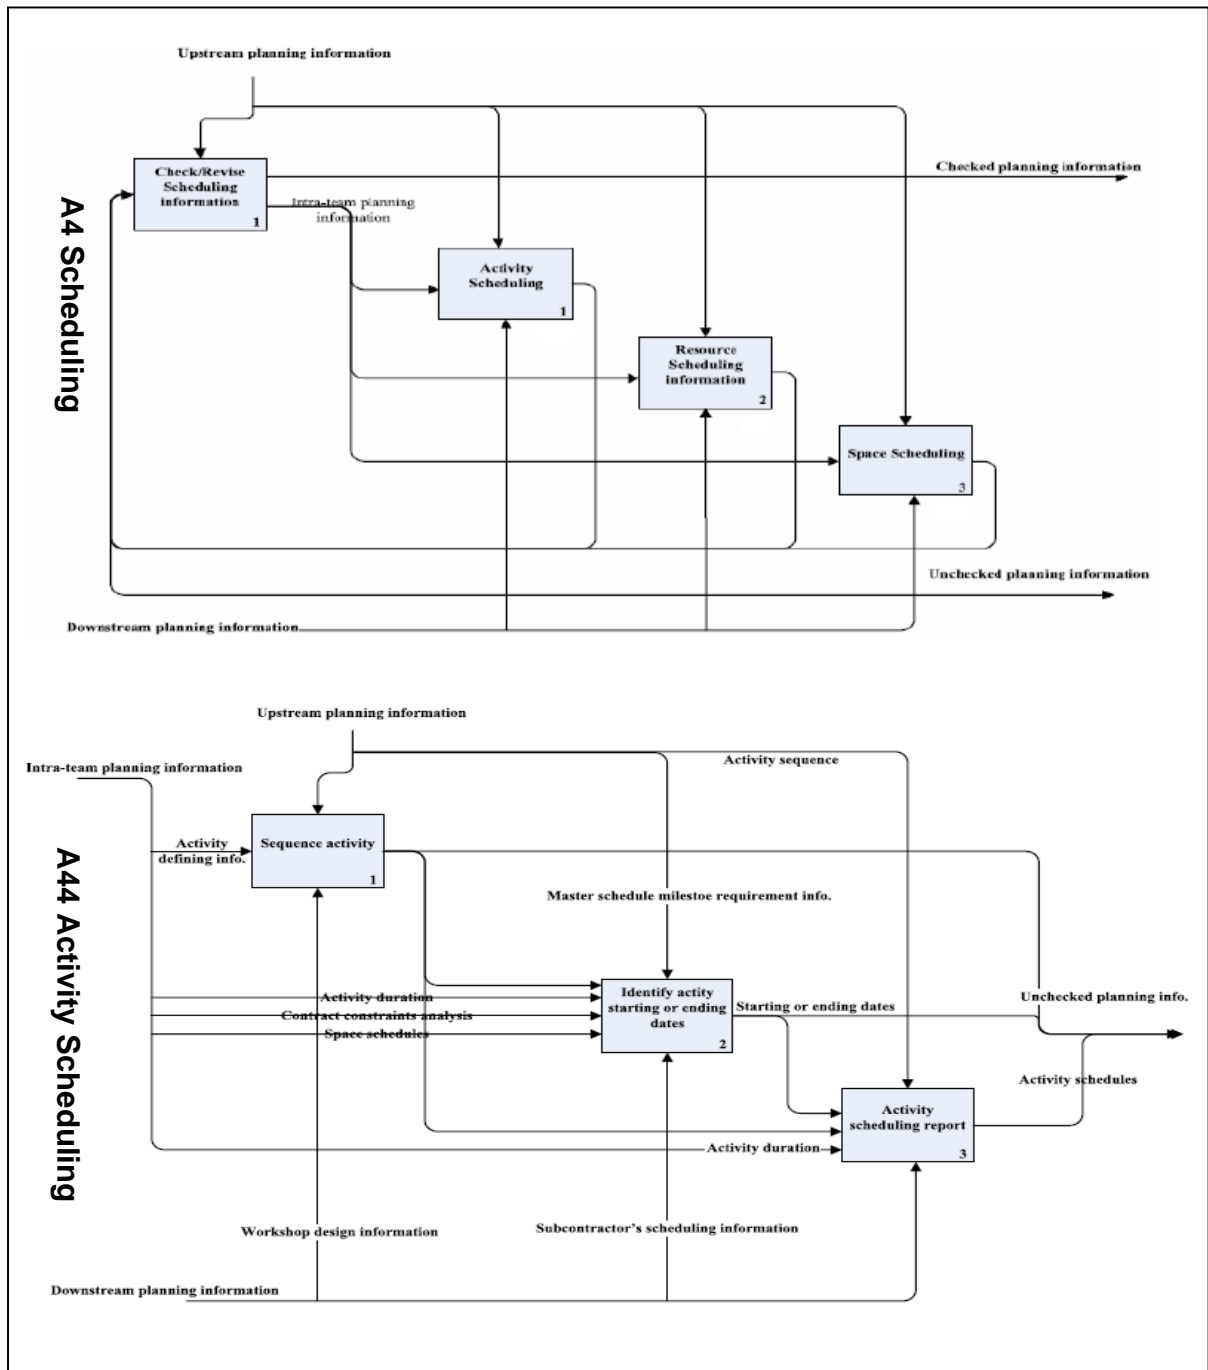 Upstream planning information
Check/Revise
Scheduling
information
1
Checked planning information
Intra-team planning
information
A4 Scheduling
Activity
Scheduling
1
Resource
Scheduling
information
2
Space Scheduling
3
Unchecked planning information
Downstream planning information
Upstream planning information
Intra-team planning information
Activity sequence
A44 Activity Scheduling
Activity
defining info.
Sequence activity
1
Master schedule milestoe requirement info.
Activity duration
Contract constraints analysis
Space schedules
Identify actity
starting or ending
dates
2
Starting or ending dates
Unchecked planning info.
Activity schedules
Activity
scheduling report
3
Activity duration
Workshop design information
Subcontractor's scheduling information
Downstream planning information